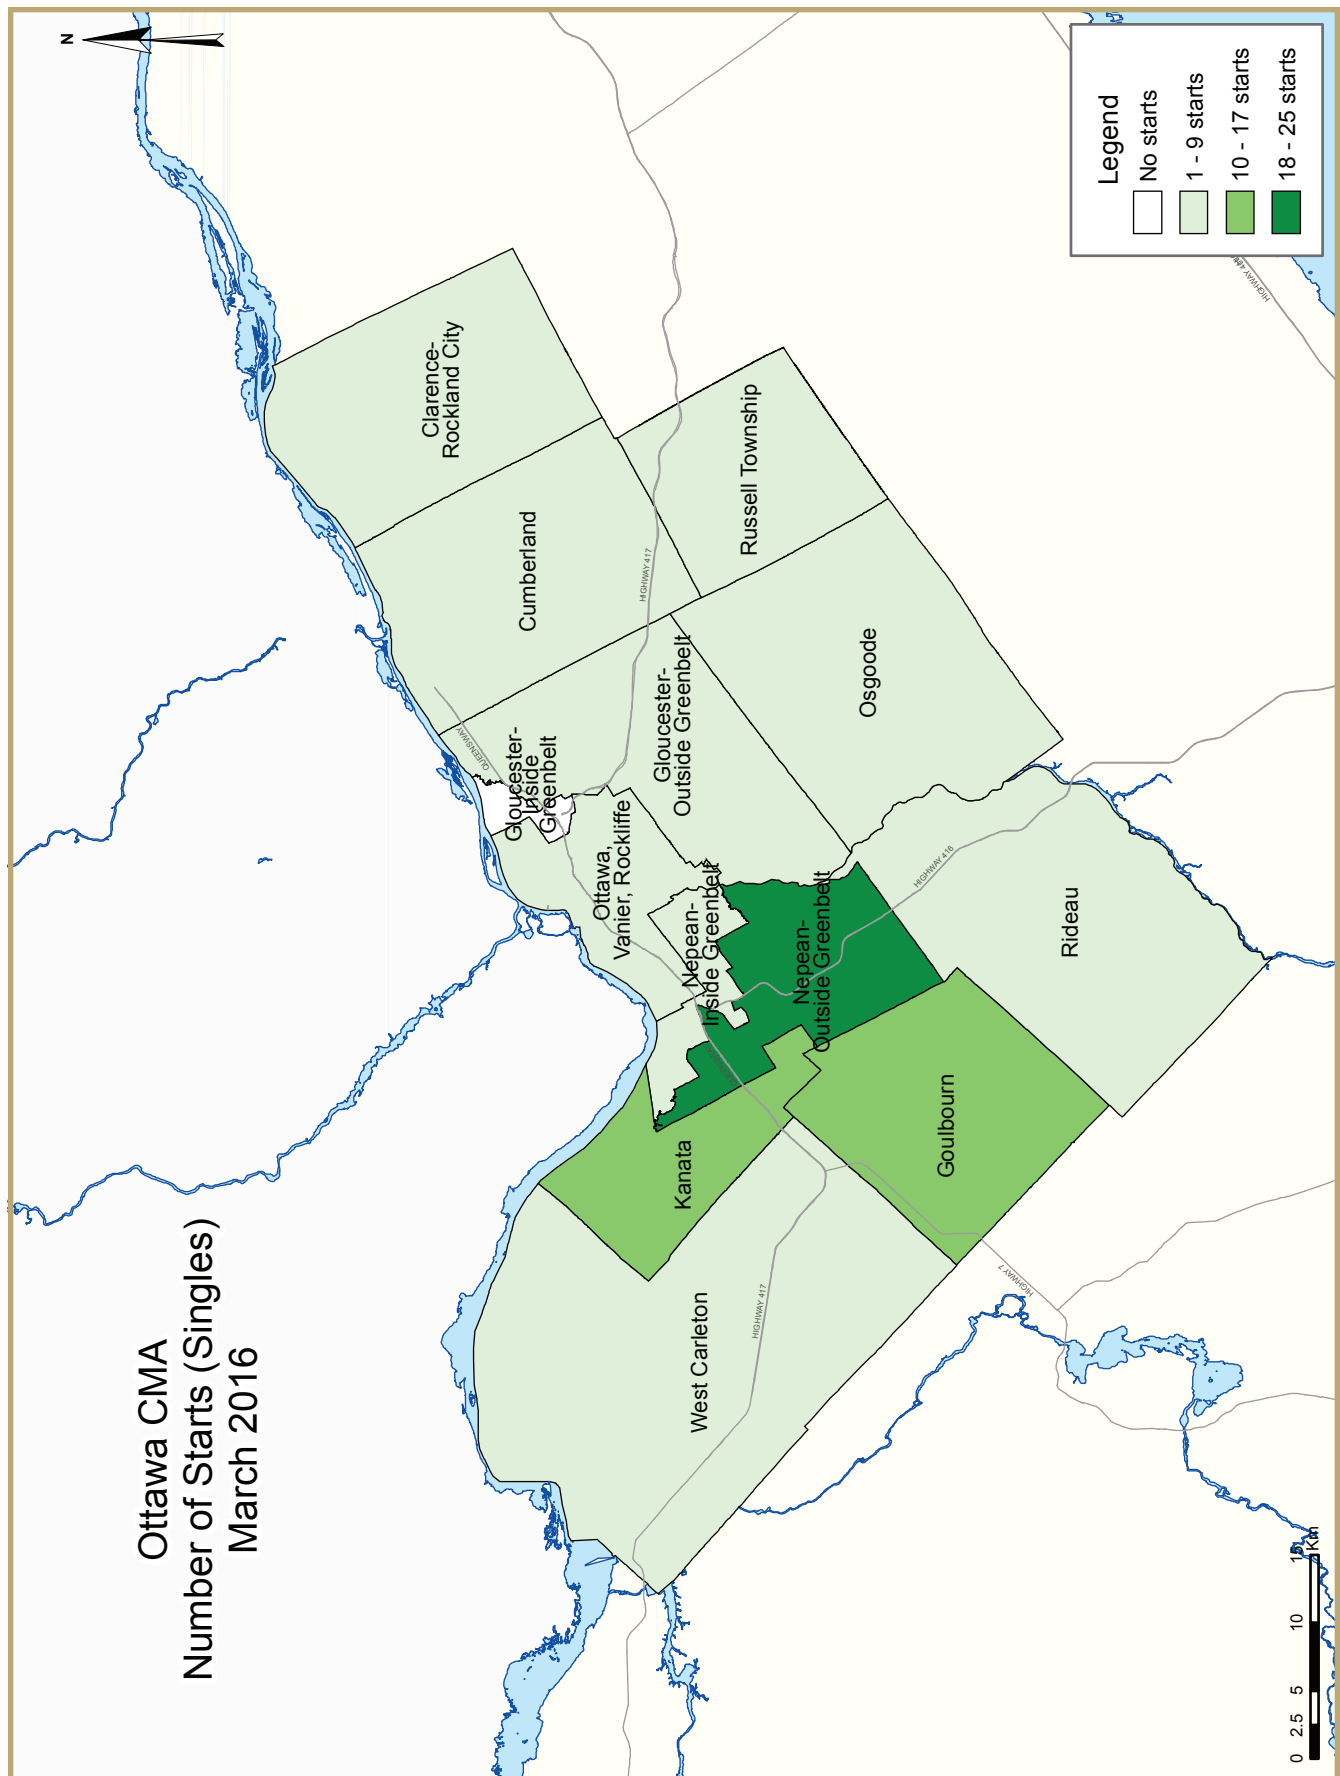 Ottawa CMA
Number of Starts (Singles)
March 2016
N
West Carleton
Kanata
Goulbourn
Nepean-
Inside Greenbelt
Nepean-
Outside Greenbelt
Rideau
Ottawa,
Vanier, Rockliffe
Gloucester-
Inside
Greenbelt
Gloucester-
Outside Greenbelt
Osgoode
Cumberland
Clarence-
Rockland City
Russell Township
HIGHWAY 417
HIGHWAY 7
HIGHWAY 416
QUEENSWAY
HIGHWAY 417
HIGHWAY
Legend
No starts
1 - 9 starts
10 - 17 starts
18 - 25 starts
0 2.5 5 10 15
Km